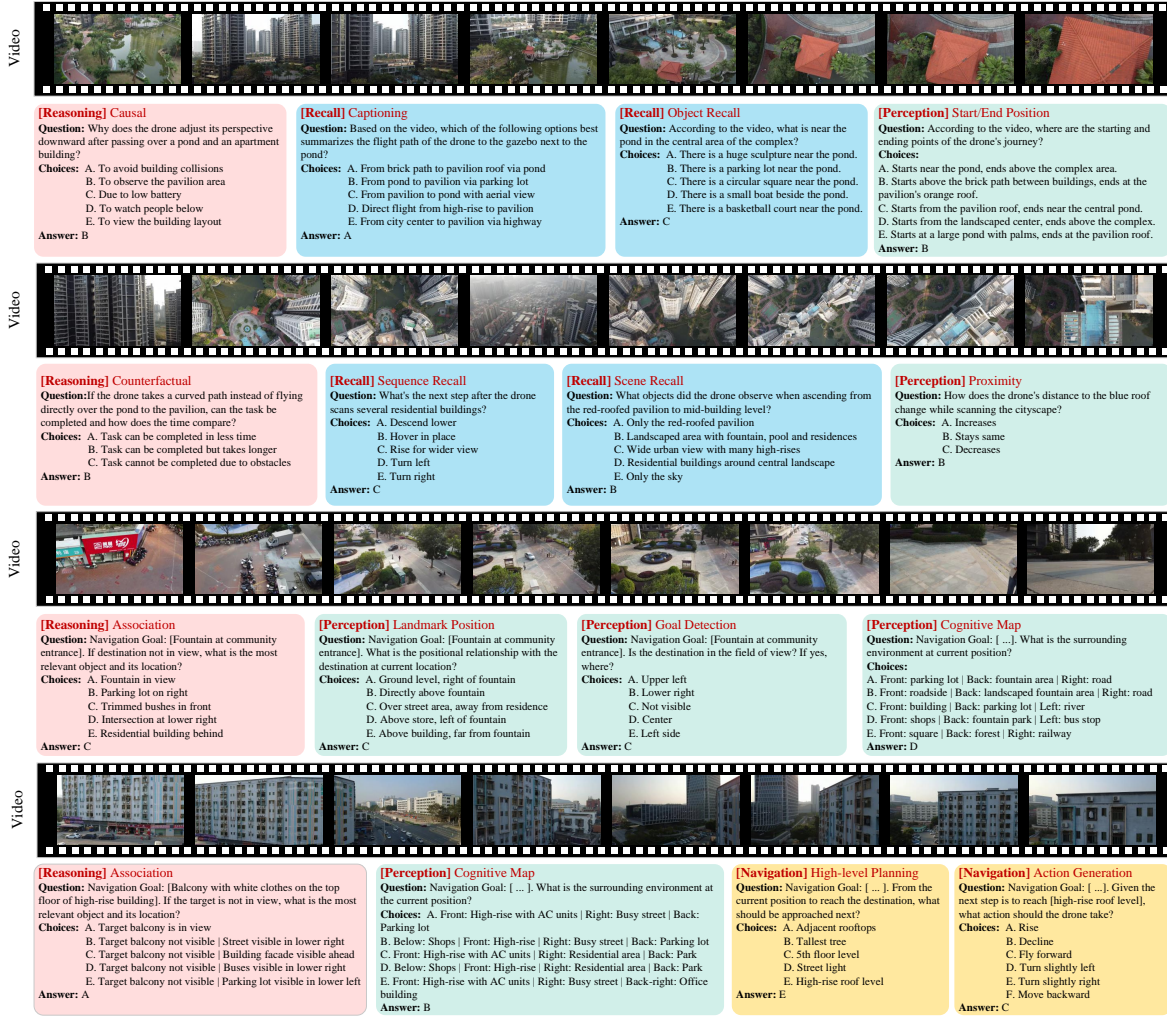 Video
[Reasoning] Causal
Question: Why does the drone adjust its perspective
downward after passing over a pond and an apartment
building?
Choices: A. To avoid building collisions
B. To observe the pavilion area
C. Due to low battery
D. To watch people below
E. To view the building layout
Answer: B
[Recall] Captioning
Question: Based on the video, which of the following options best
summarizes the flight path of the drone to the gazebo next to the
pond?
Choices: A. From brick path to pavilion roof via pond
B. From pond to pavilion via parking lot
C. From pavilion to pond with aerial view
D. Direct flight from high-rise to pavilion
E. From city center to pavilion via highway
Answer: A
[Recall] Object Recall
Question: According to the video, what is near the
pond in the central area of the complex?
Choices: A. There is a huge sculpture near the pond.
B. There is a parking lot near the pond.
C. There is a circular square near the pond.
D. There is a small boat beside the pond.
E. There is a basketball court near the pond.
Answer: C
[Perception] Start/End Position
Question: According to the video, where are the starting and
ending points of the drone's journey?
Choices:
A. Starts near the pond, ends above the complex area.
B. Starts above the brick path between buildings, ends at the
pavilion's orange roof.
C. Starts from the pavilion roof, ends near the central pond.
D. Starts from the landscaped center, ends above the complex.
E. Starts at a large pond with palms, ends at the pavilion roof.
Answer: B
Video
[Reasoning] Counterfactual
Question:If the drone takes a curved path instead of flying
directly over the pond to the pavilion, can the task be
completed and how does the time compare?
Choices: A. Task can be completed in less time
B. Task can be completed but takes longer
C. Task cannot be completed due to obstacles
Answer: B
[Recall] Sequence Recall
Question: What's the next step after the drone
scans several residential buildings?
Choices: A. Descend lower
B. Hover in place
C. Rise for wider view
D. Turn left
E. Turn right
Answer: C
[Recall] Scene Recall
Question: What objects did the drone observe when ascending from
the red-roofed pavilion to mid-building level?
Choices: A. Only the red-roofed pavilion
B. Landscaped area with fountain, pool and residences
C. Wide urban view with many high-rises
D. Residential buildings around central landscape
E. Only the sky
Answer: B
[Perception] Proximity
Question: How does the drone's distance to the blue roof
change while scanning the cityscape?
Choices: A. Increases
B. Stays same
C. Decreases
Answer: B
Video
[Reasoning] Association
Question: Navigation Goal: [Fountain at community
entrance]. If destination not in view, what is the most
relevant object and its location?
Choices: A. Fountain in view
B. Parking lot on right
C. Trimmed bushes in front
D. Intersection at lower right
E. Residential building behind
Answer: C
[Perception] Landmark Position
Question: Navigation Goal: [Fountain at community
entrance]. What is the positional relationship with the
destination at current location?
Choices: A. Ground level, right of fountain
B. Directly above fountain
C. Over street area, away from residence
D. Above store, left of fountain
E. Above building, far from fountain
Answer: C
[Perception] Goal Detection
Question: Navigation Goal: [Fountain at community
entrance]. Is the destination in the field of view? If yes,
where?
Choices: A. Upper left
B. Lower right
C. Not visible
D. Center
E. Left side
Answer: C
[Perception] Cognitive Map
Question: Navigation Goal: [ ...]. What is the surrounding
environment at current position?
Choices:
A. Front: parking lot | Back: fountain area | Right: road
B. Front: roadside | Back: landscaped fountain area | Right: road
C. Front: building | Back: parking lot | Left: river
D. Front: shops | Back: fountain park | Left: bus stop
E. Front: square | Back: forest | Right: railway
Answer: D
Video
[Reasoning] Association
Question: Navigation Goal: [Balcony with white clothes on the top
floor of high-rise building]. If the target is not in view, what is the most
relevant object and its location?
Choices: A. Target balcony is in view
B. Target balcony not visible | Street visible in lower right
C. Target balcony not visible | Building facade visible ahead
D. Target balcony not visible | Buses visible in lower right
E. Target balcony not visible | Parking lot visible in lower left
Answer: A
[Perception] Cognitive Map
Question: Navigation Goal: [ ... ]. What is the surrounding environment at
the current position?
Choices: A. Front: High-rise with AC units | Right: Busy street | Back:
Parking lot
B. Below: Shops | Front: High-rise | Right: Busy street | Back: Parking lot
C. Front: High-rise with AC units | Right: Residential area | Back: Park
D. Below: Shops | Front: High-rise | Right: Residential area | Back: Park
E. Front: High-rise with AC units | Right: Busy street | Back-right: Office
building
Answer: B
[Navigation] High-level Planning
Question: Navigation Goal: [ ... ]. From the
current position to reach the destination, what
should be approached next?
Choices: A. Adjacent rooftops
B. Tallest tree
C. 5th floor level
D. Street light
E. High-rise roof level
Answer: E
[Navigation] Action Generation
Question: Navigation Goal: [ ...]. Given the
next step is to reach [high-rise roof level],
what action should the drone take?
Choices: A. Rise
B. Decline
C. Fly forward
D. Turn slightly left
E. Turn slightly right
F. Move backward
Answer: C